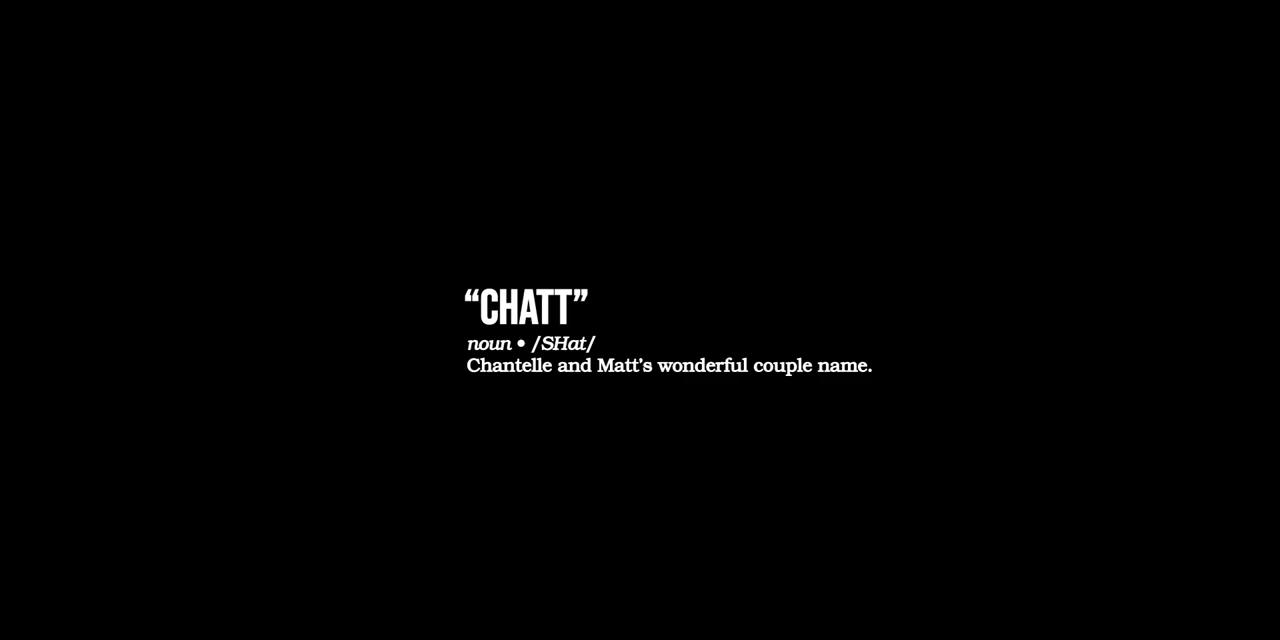 “CHATT”
noun • /SHat/
Chantelle and Matt’s wonderful couple name.